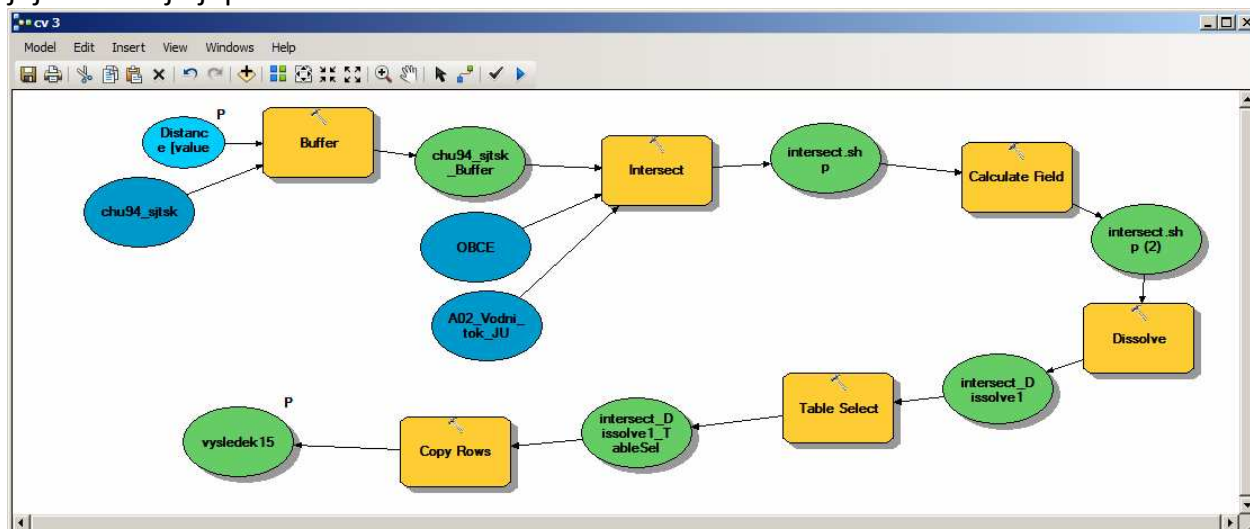 cv 3
Model Edit Insert View Windows Help
P
Distanc
e [value
Buffer
chu94_sjtsk
chu94_sjtsk
_Buffer
OBCE
A02_Vodni_
tok_JU
Intersect
intersect.sh
p
Calculate Field
intersect.sh
p (2)
Dissolve
intersect_D
issolve1
Table Select
intersect_D
issolve1_T
ableSel
Copy Rows
P
vysledek15